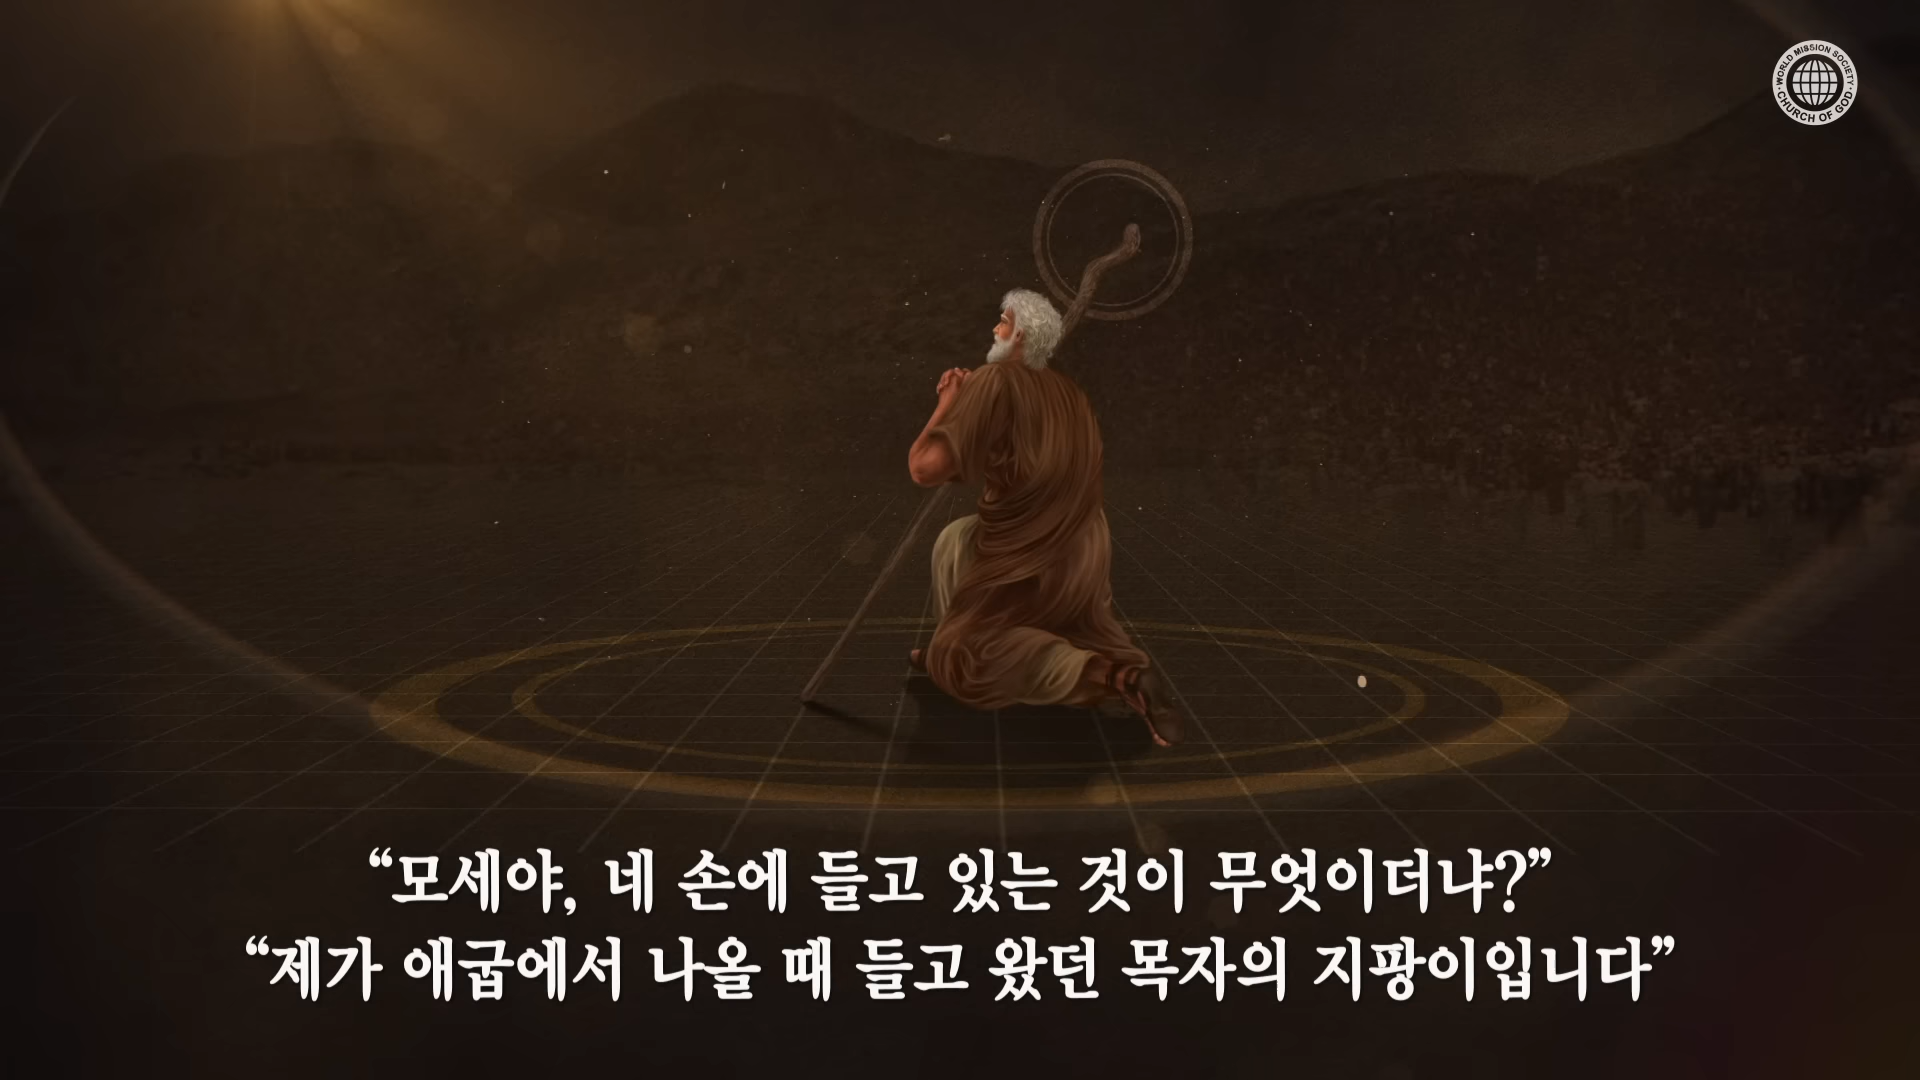 WORLD MISSION SOCIETY
CHURCH OF GOD
“모세야, 네 손에 들고 있는 것이 무엇이더냐?”
“제가 애굽에서 나올 때 들고 왔던 목자의 지팡이입니다”